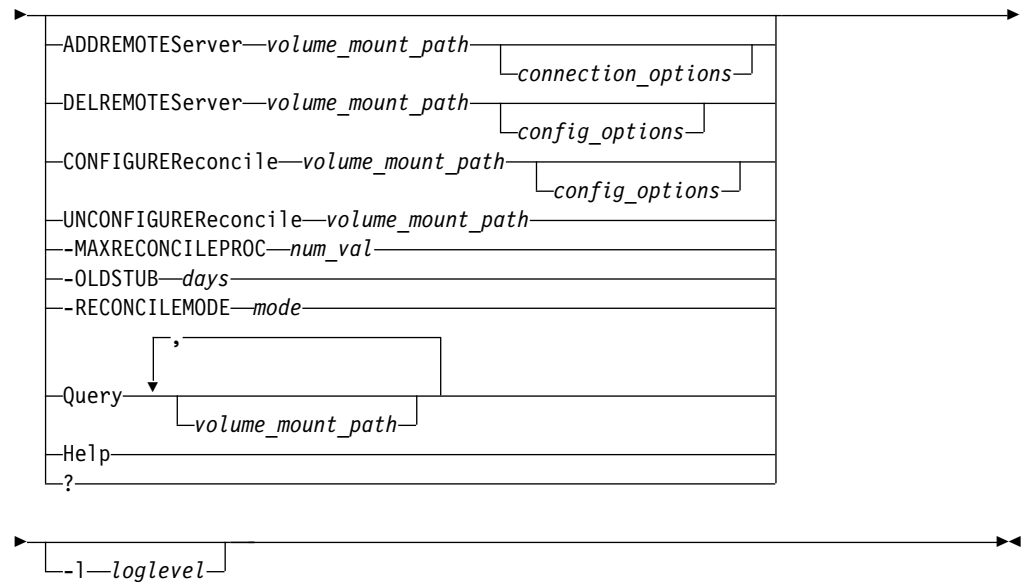 ADDREMOTEServer volume_mount_path
connection_options
DELREMOTEServer volume_mount_path
config_options
CONFIGUREReconcile volume_mount_path
config_options
UNCONFIGUREReconcile volume_mount_path
-MAXRECONCILEPROC num_val
-OLDSTUB days
-RECONCILEMODE mode
,
Query
volume_mount_path
Help
?
-l loglevel